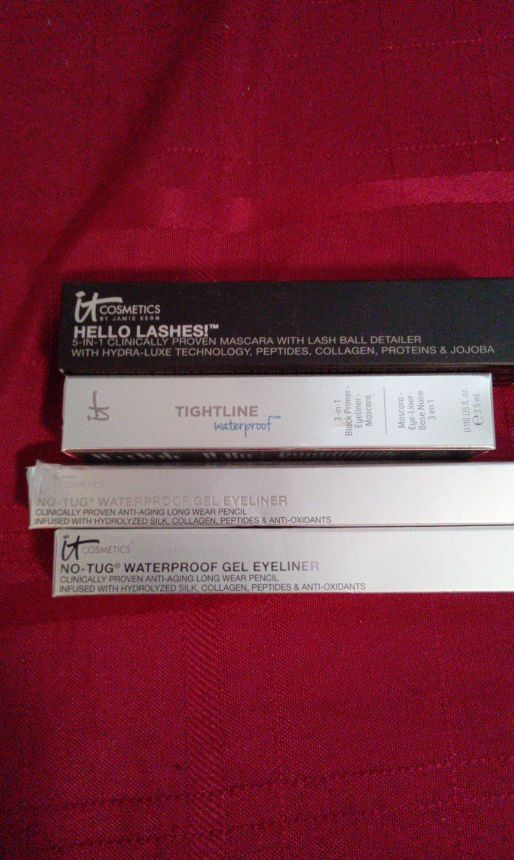 it COSMETICS
BY JAMIE KERN
HELLO LASHES!™
5-IN-1 CLINICALLY PROVEN MASCARA WITH LASH BALL DETAILER
WITH HYDRA-LUXE TECHNOLOGY, PEPTIDES, COLLAGEN, PROTEINS & JOJOBA
it
TIGHTLINE
waterproof™
3-in-1
Black Primer-
Eyeliner-
Mascara
Mascara-
Eye-Liner-
Base Noire
3 en 1
0.118 US fl. oz.
℮3.5 ml
COSMETICS
NO-TUG® WATERPROOF GEL EYELINER
CLINICALLY PROVEN ANTI-AGING LONG WEAR PENCIL
INFUSED WITH HYDROLYZED SILK, COLLAGEN, PEPTIDES & ANTI-OXIDANTS
it COSMETICS™
NO-TUG® WATERPROOF GEL EYELINER
CLINICALLY PROVEN ANTI-AGING LONG WEAR PENCIL
INFUSED WITH HYDROLYZED SILK, COLLAGEN, PEPTIDES & ANTI-OXIDANTS